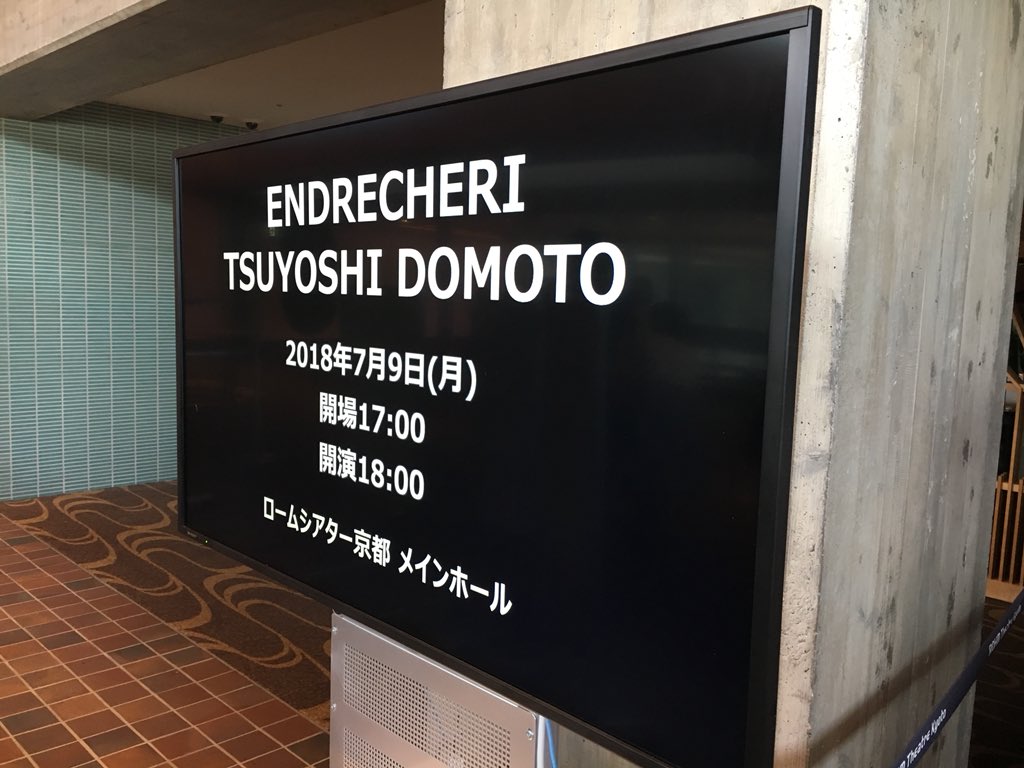 ENDRECHERI
TSUYOSHI DOMOTO
2018年7月9日(月)
開場17:00
開演18:00
ロームシアター京都 メインホール
Theatre Kyoto